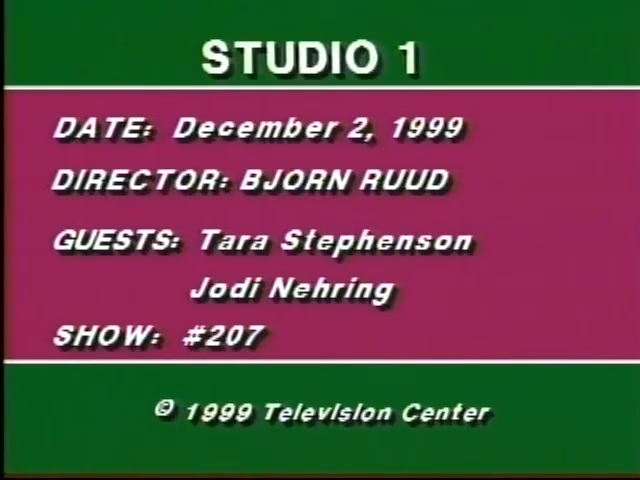 STUDIO 1
DATE: December 2, 1999
DIRECTOR: BJORN RUUD
GUESTS: Tara Stephenson
Jodi Nehring
SHOW: #207
© 1999 Television Center